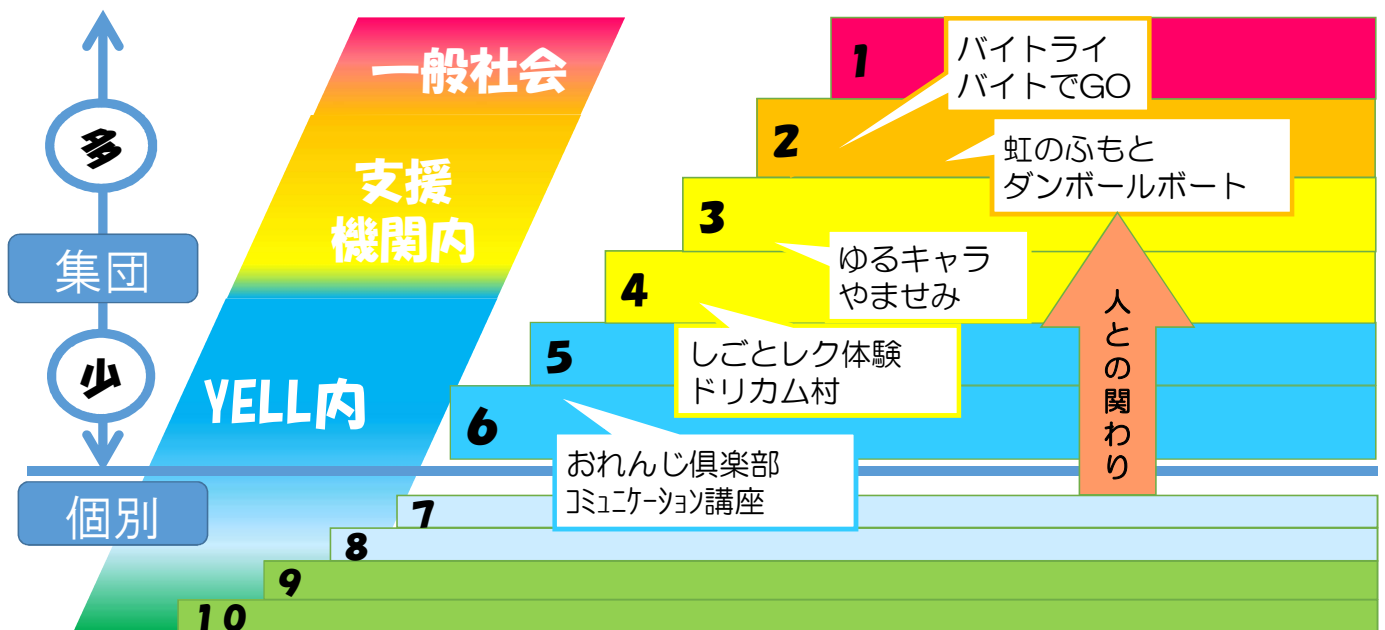 多
集団
少
個別
一般社会
支援
機関内
YELL内
1
バイトライ
バイトでGO
2
虹のふもと
ダンボールボート
3
ゆるキャラ
やませみ
4
しごとレク体験
ドリカム村
5
6
おれんじ倶楽部
ｺﾐｭﾆｹｰｼｮﾝ講座
人との関わり
7
8
9
10